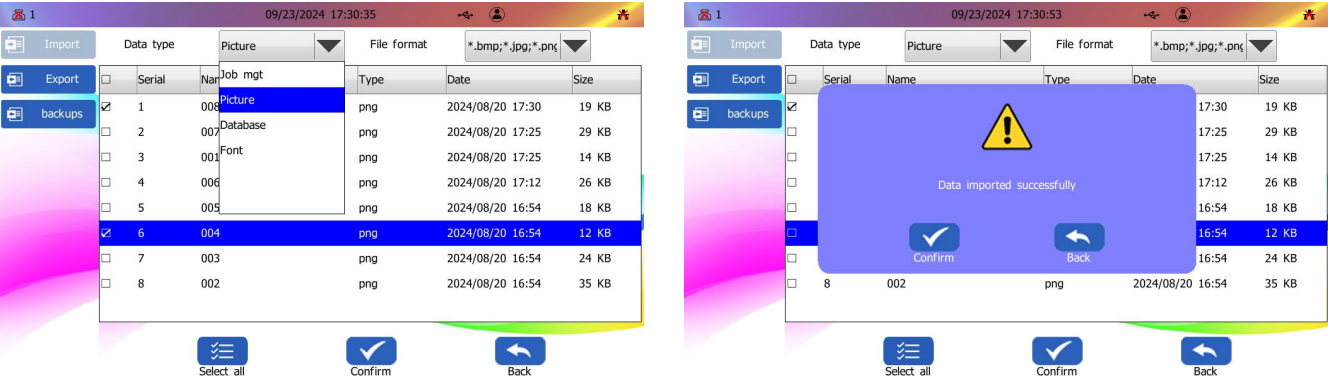 1 09/23/2024 17:30:35
Import Data type Picture File format *.bmp;*.jpg;*.png
Export Serial Name Type Date Size
Job mgt
Picture
Database
Font
backups 1 008 png 2024/08/20 17:30 19 KB
2 007 png 2024/08/20 17:25 29 KB
3 001 png 2024/08/20 17:25 14 KB
4 006 png 2024/08/20 17:12 26 KB
5 005 png 2024/08/20 16:54 18 KB
6 004 png 2024/08/20 16:54 12 KB
7 003 png 2024/08/20 16:54 24 KB
8 002 png 2024/08/20 16:54 35 KB
Select all Confirm Back
1 09/23/2024 17:30:53
Import Data type Picture File format *.bmp;*.jpg;*.png
Export Serial Name Type Date Size
backups 17:30 19 KB
17:25 29 KB
17:25 14 KB
Data imported successfully 17:12 26 KB
16:54 18 KB
16:54 12 KB
Confirm Back 16:54 24 KB
8 002 png 2024/08/20 16:54 35 KB
Select all Confirm Back